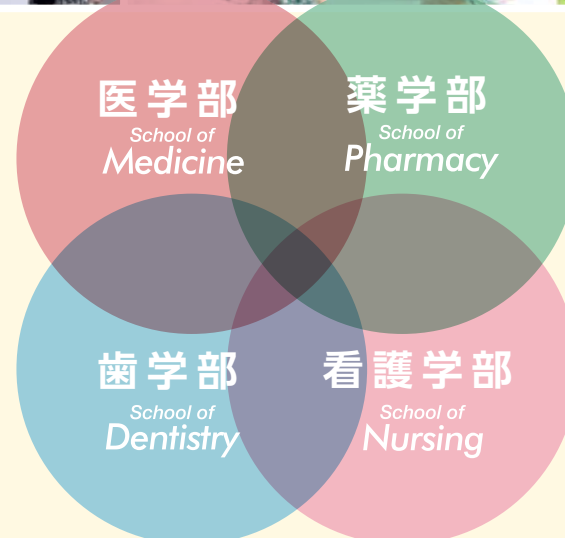 医学部
School of
Medicine
薬学部
School of
Pharmacy
歯学部
School of
Dentistry
看護学部
School of
Nursing